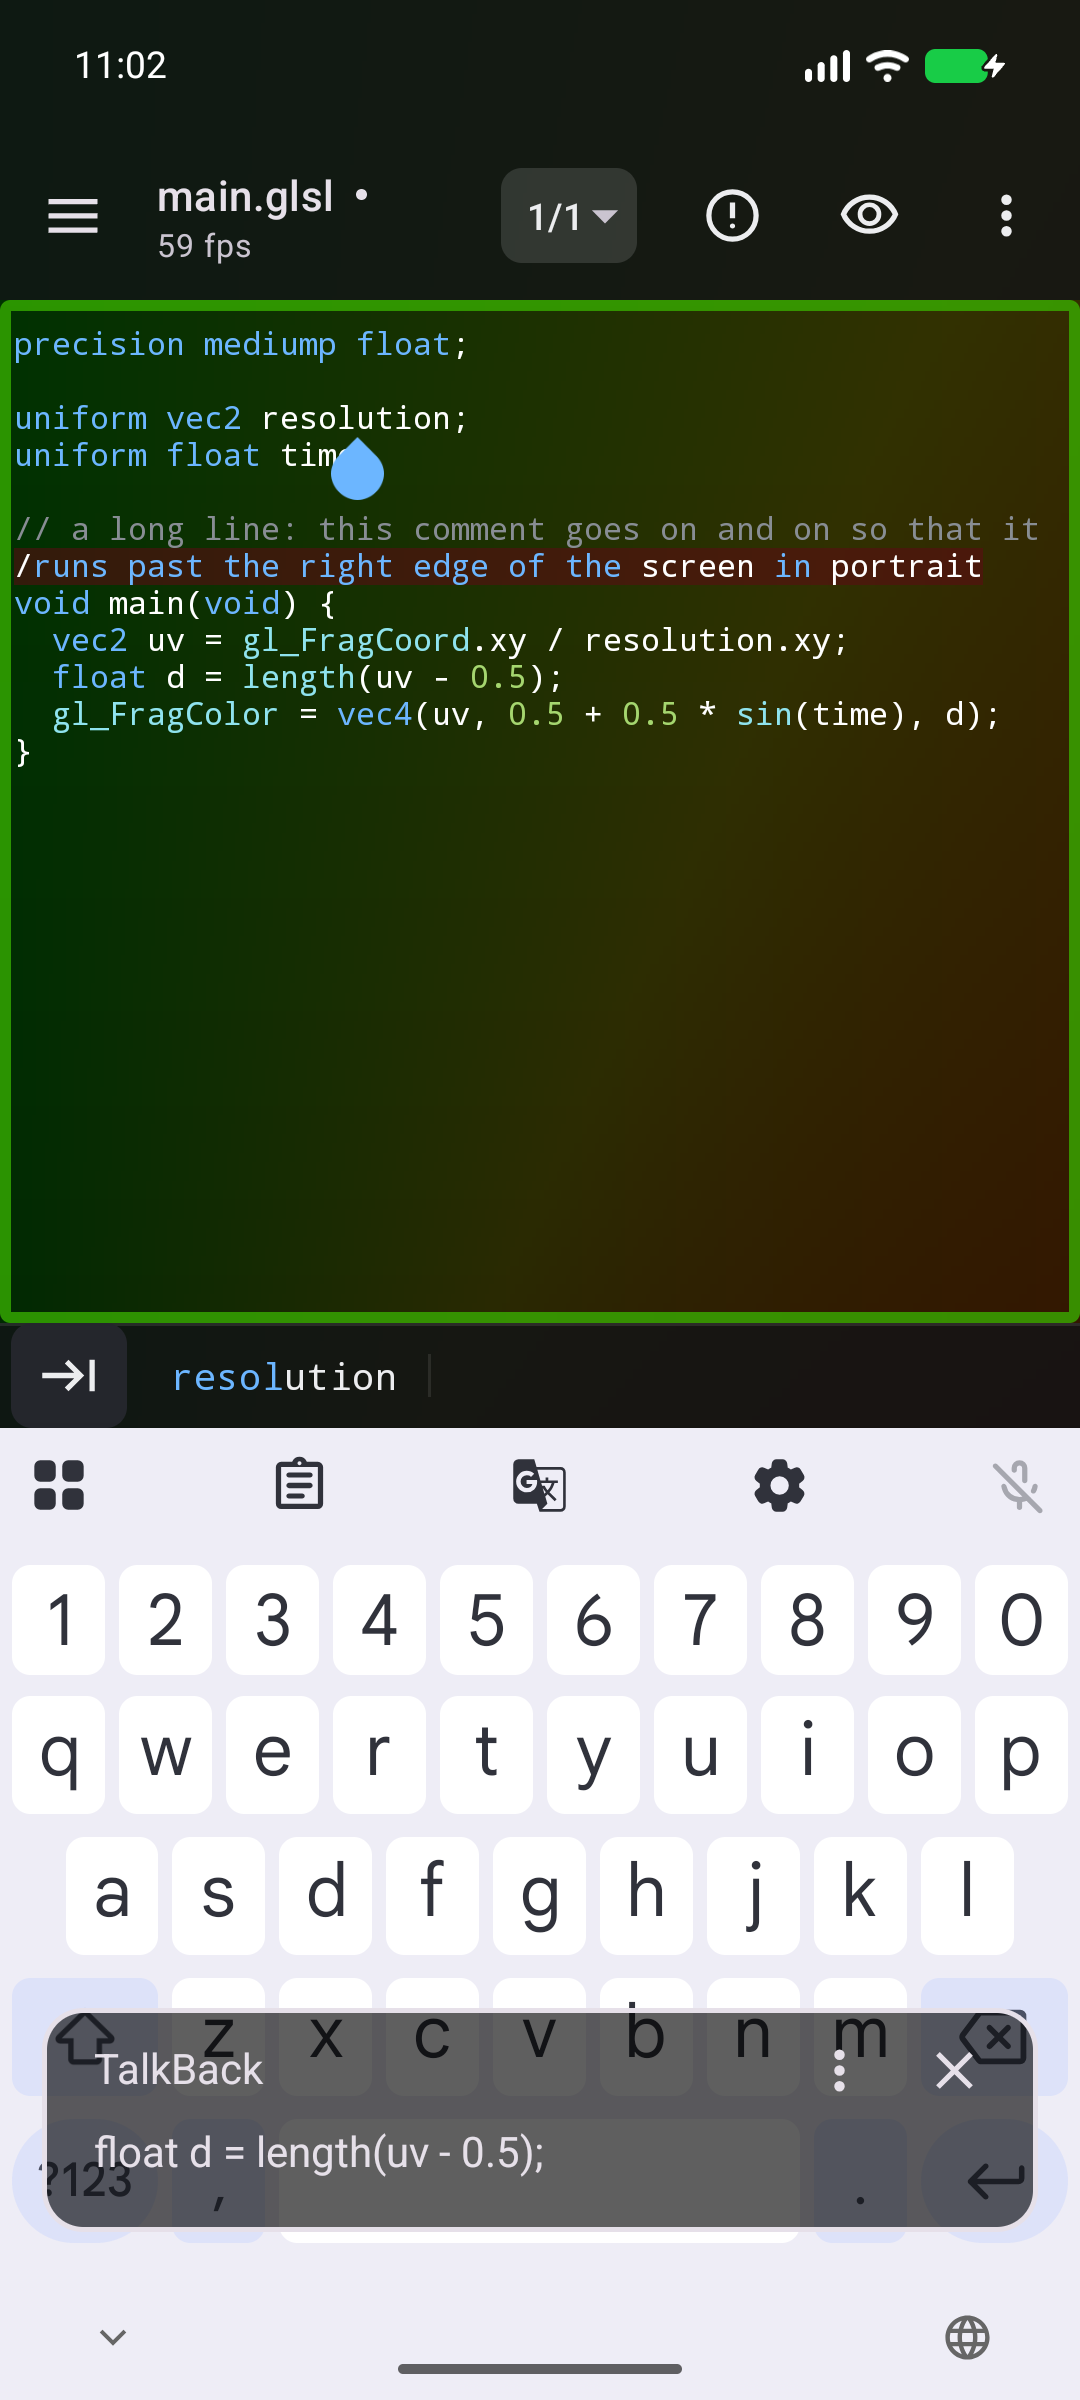 11:02
main.glsl •
59 fps
1/1
precision mediump float;
uniform vec2 resolution;
uniform float time
// a long line: this comment goes on and on so that it
/runs past the right edge of the screen in portrait
void main(void) {
  vec2 uv = gl_FragCoord.xy / resolution.xy;
  float d = length(uv - 0.5);
  gl_FragColor = vec4(uv, 0.5 + 0.5 * sin(time), d);
}
resolution
1 2 3 4 5 6 7 8 9 0
q w e r t y u i o p
a s d f g h j k l
z x c v b n m
TalkBack
float d = length(uv - 0.5);
?123 , .